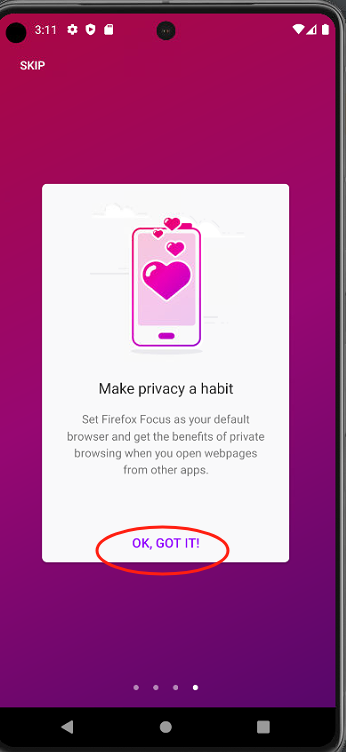 3:11
SKIP
Make privacy a habit
Set Firefox Focus as your default
browser and get the benefits of private
browsing when you open webpages
from other apps.
OK, GOT IT!